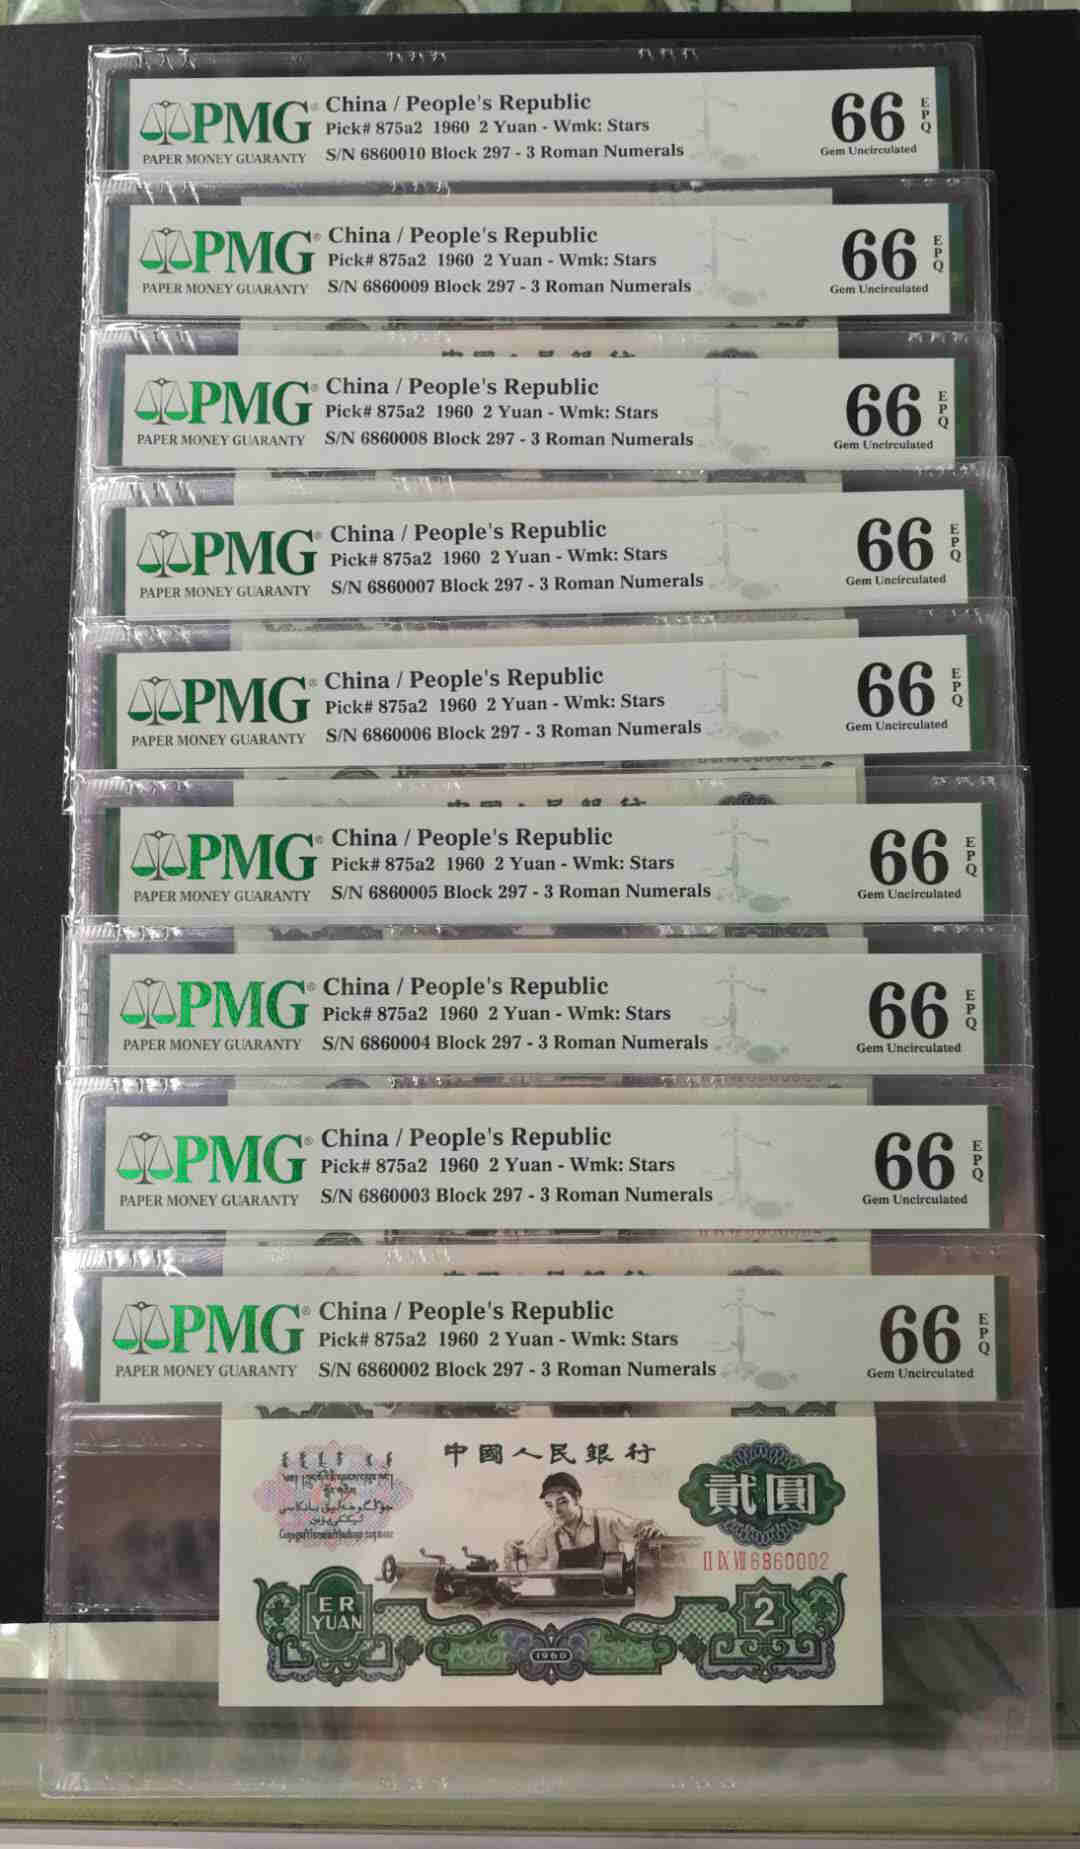 PMG®
PAPER MONEY GUARANTY
China / People's Republic
Pick# 875a2 1960 2 Yuan - Wmk: Stars
S/N 6860010 Block 297 - 3 Roman Numerals
66 EPQ
Gem Uncirculated
PMG®
PAPER MONEY GUARANTY
China / People's Republic
Pick# 875a2 1960 2 Yuan - Wmk: Stars
S/N 6860009 Block 297 - 3 Roman Numerals
66 EPQ
Gem Uncirculated
PMG®
PAPER MONEY GUARANTY
China / People's Republic
Pick# 875a2 1960 2 Yuan - Wmk: Stars
S/N 6860008 Block 297 - 3 Roman Numerals
66 EPQ
Gem Uncirculated
PMG®
PAPER MONEY GUARANTY
China / People's Republic
Pick# 875a2 1960 2 Yuan - Wmk: Stars
S/N 6860007 Block 297 - 3 Roman Numerals
66 EPQ
Gem Uncirculated
PMG®
PAPER MONEY GUARANTY
China / People's Republic
Pick# 875a2 1960 2 Yuan - Wmk: Stars
S/N 6860006 Block 297 - 3 Roman Numerals
66 EPQ
Gem Uncirculated
PMG®
PAPER MONEY GUARANTY
China / People's Republic
Pick# 875a2 1960 2 Yuan - Wmk: Stars
S/N 6860005 Block 297 - 3 Roman Numerals
66 EPQ
Gem Uncirculated
PMG®
PAPER MONEY GUARANTY
China / People's Republic
Pick# 875a2 1960 2 Yuan - Wmk: Stars
S/N 6860004 Block 297 - 3 Roman Numerals
66 EPQ
Gem Uncirculated
PMG®
PAPER MONEY GUARANTY
China / People's Republic
Pick# 875a2 1960 2 Yuan - Wmk: Stars
S/N 6860003 Block 297 - 3 Roman Numerals
66 EPQ
Gem Uncirculated
PMG®
PAPER MONEY GUARANTY
China / People's Republic
Pick# 875a2 1960 2 Yuan - Wmk: Stars
S/N 6860002 Block 297 - 3 Roman Numerals
66 EPQ
Gem Uncirculated
中國人民銀行
貳圓
II IX VII 6860002
ER
YUAN
2
1960